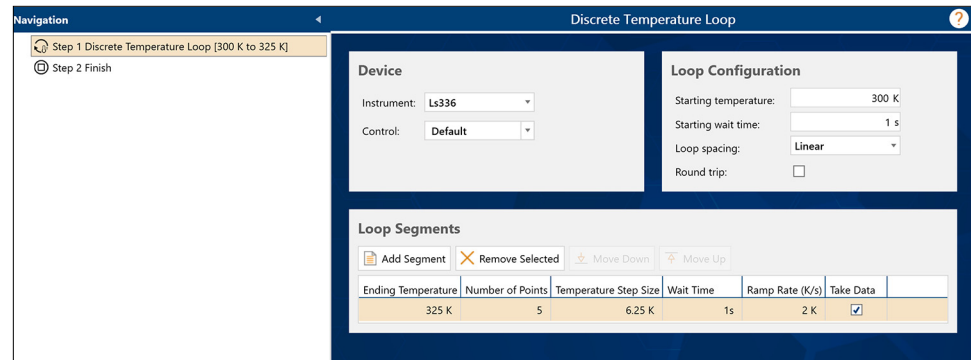 Navigation
Discrete Temperature Loop
?
Step 1 Discrete Temperature Loop [300 K to 325 K]
Step 2 Finish
Device
Instrument: Ls336
Control: Default
Loop Configuration
Starting temperature: 300 K
Starting wait time: 1 s
Loop spacing: Linear
Round trip:
Loop Segments
Add Segment Remove Selected Move Down Move Up
Ending Temperature Number of Points Temperature Step Size Wait Time Ramp Rate (K/s) Take Data
325 K 5 6.25 K 1s 2 K